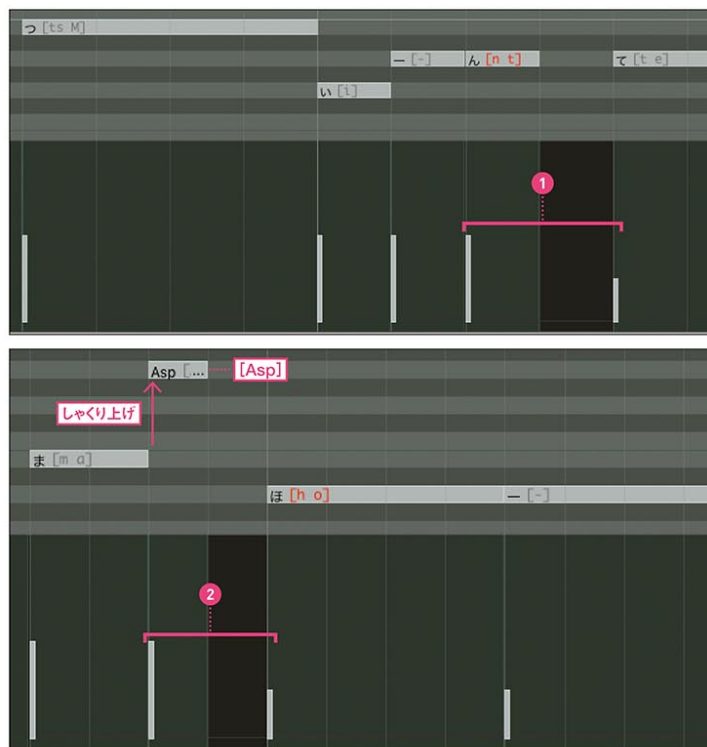 つ [ts M]
ー [-] ん [n t] て [t e]
い [i]
1
Asp [... [Asp]
しゃくり上げ
ま [m a]
ほ [h o] ー [-]
2